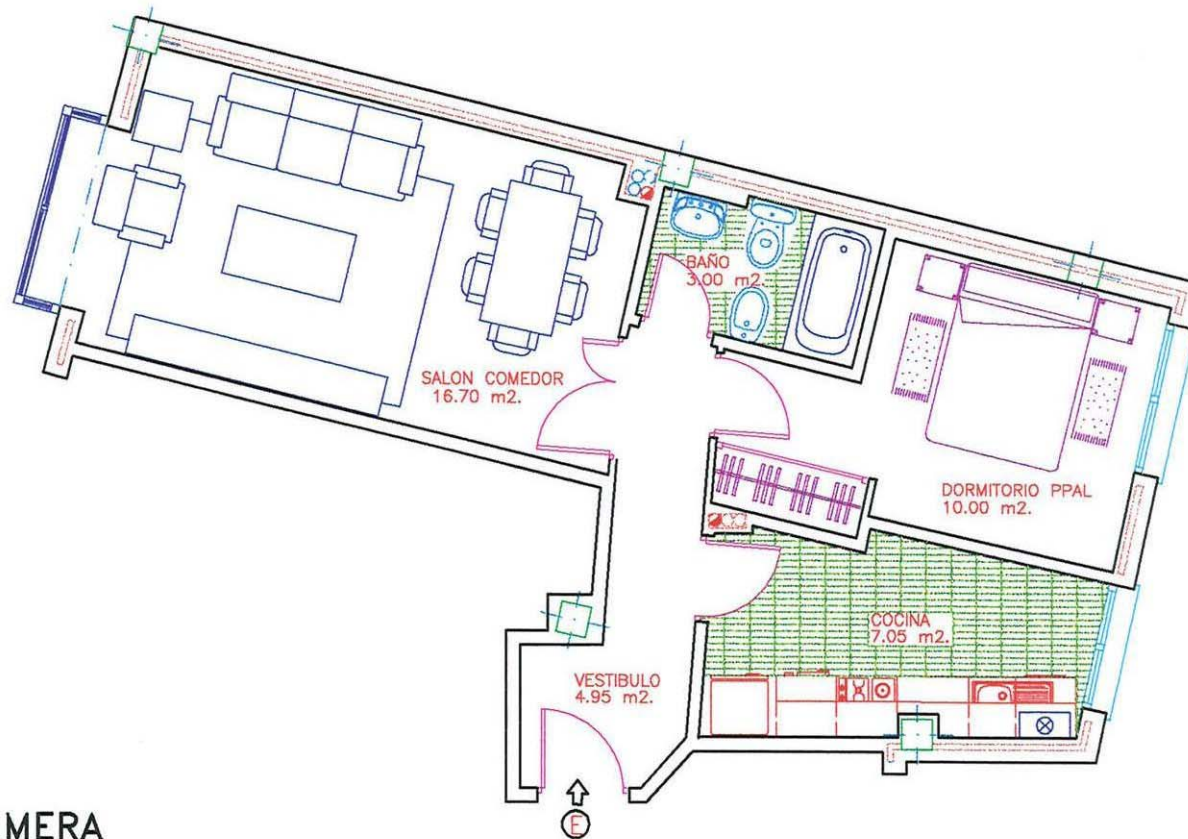 BAÑO
3.00 m2.
SALON COMEDOR
16.70 m2.
DORMITORIO PPAL
10.00 m2.
COCINA
7.05 m2.
VESTIBULO
4.95 m2.
E
MERA